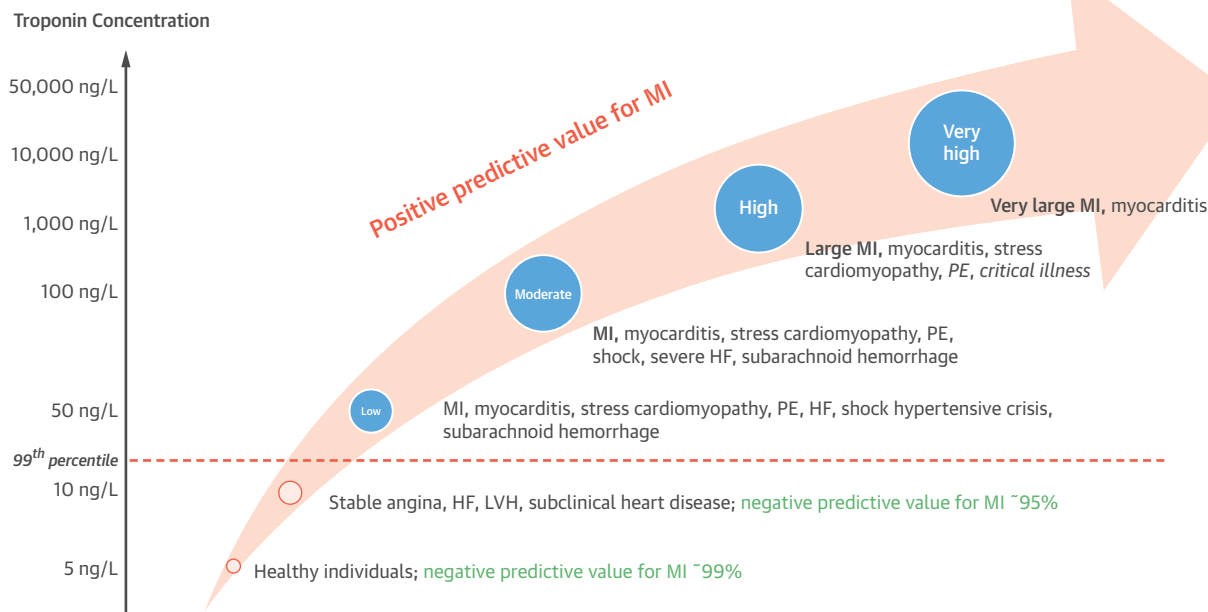 Troponin Concentration
50,000 ng/L
10,000 ng/L
1,000 ng/L
100 ng/L
50 ng/L
99th percentile
10 ng/L
5 ng/L
Positive predictive value for MI
Very
high
Very large MI, myocarditis
High
Large MI, myocarditis, stress
cardiomyopathy, PE, critical illness
Moderate
MI, myocarditis, stress cardiomyopathy, PE,
shock, severe HF, subarachnoid hemorrhage
Low
MI, myocarditis, stress cardiomyopathy, PE, HF, shock hypertensive crisis,
subarachnoid hemorrhage
Stable angina, HF, LVH, subclinical heart disease; negative predictive value for MI ~95%
Healthy individuals; negative predictive value for MI ~99%